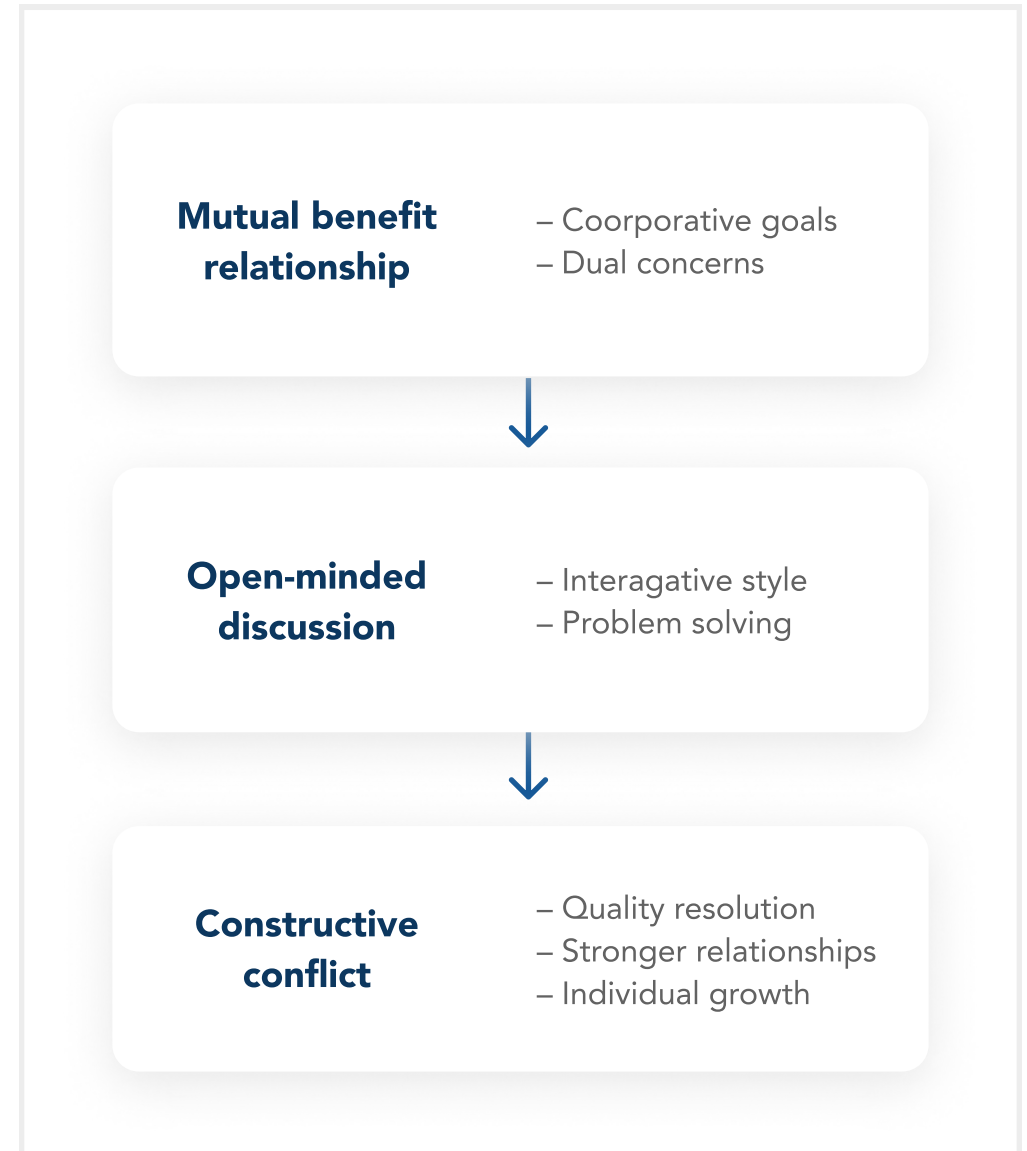 Mutual benefit
relationship
– Coorporative goals
– Dual concerns
Open-minded
discussion
– Interagative style
– Problem solving
Constructive
conflict
– Quality resolution
– Stronger relationships
– Individual growth